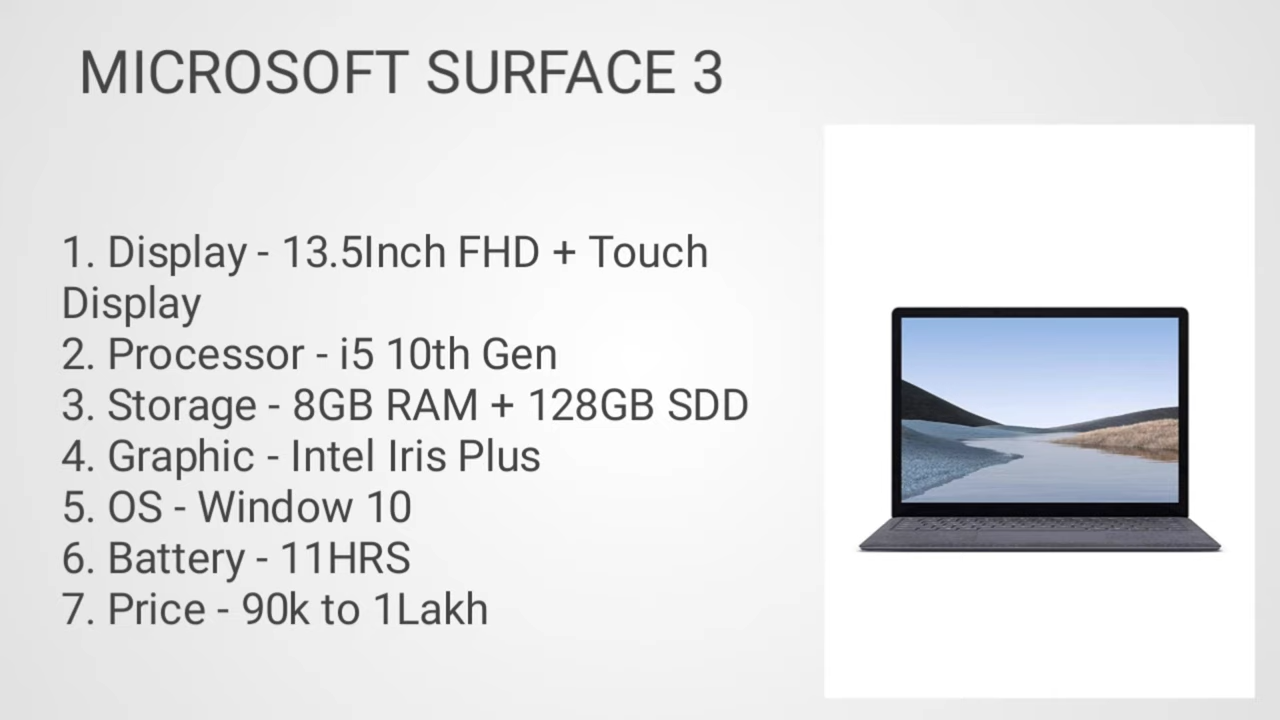 MICROSOFT SURFACE 3
1. Display - 13.5Inch FHD + Touch
Display
2. Processor - i5 10th Gen
3. Storage - 8GB RAM + 128GB SDD
4. Graphic - Intel Iris Plus
5. OS - Window 10
6. Battery - 11HRS
7. Price - 90k to 1Lakh